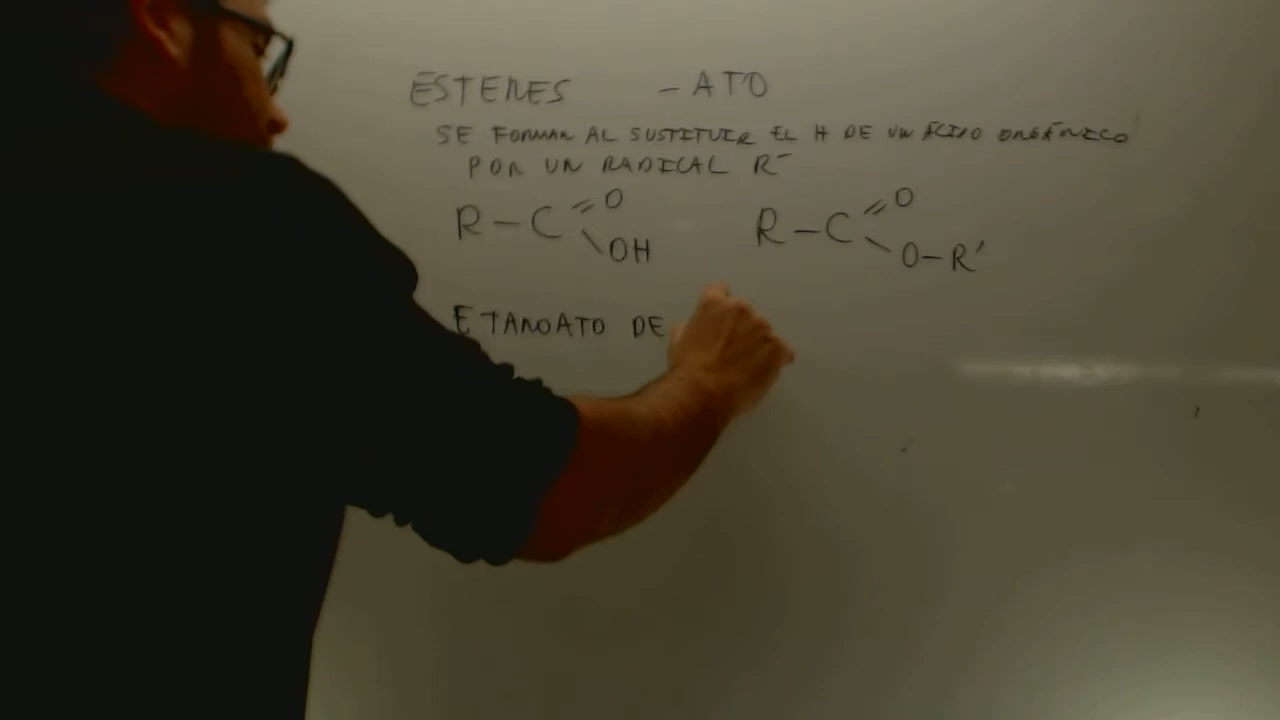 ESTERES -ATO
SE FORMAN AL SUSTITUIR EL H DE UN ÁCIDO ORGÁNICO
POR UN RADICAL R-
R-C=O R-C=O
\OH \O-R'
ETANOATO DE